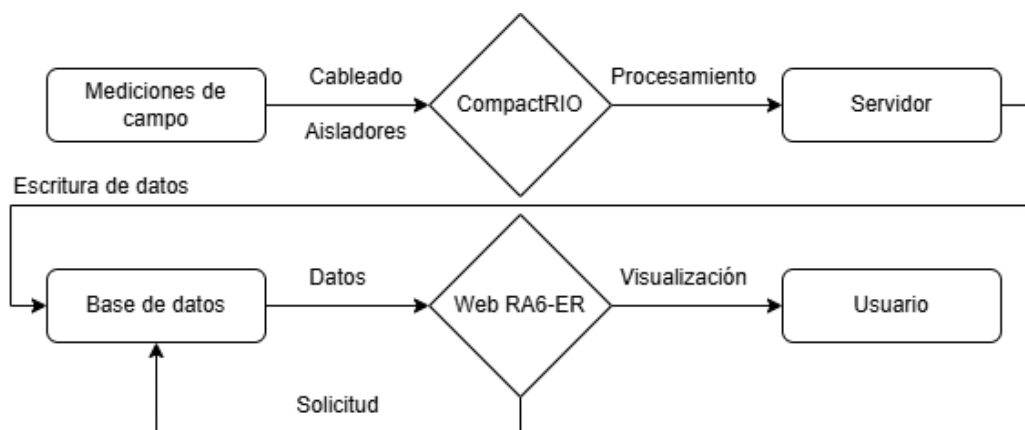 Mediciones de
campo
Cableado
Aisladores
CompactRIO
Procesamiento
Servidor
Escritura de datos
Base de datos
Datos
Web RA6-ER
Visualización
Usuario
Solicitud